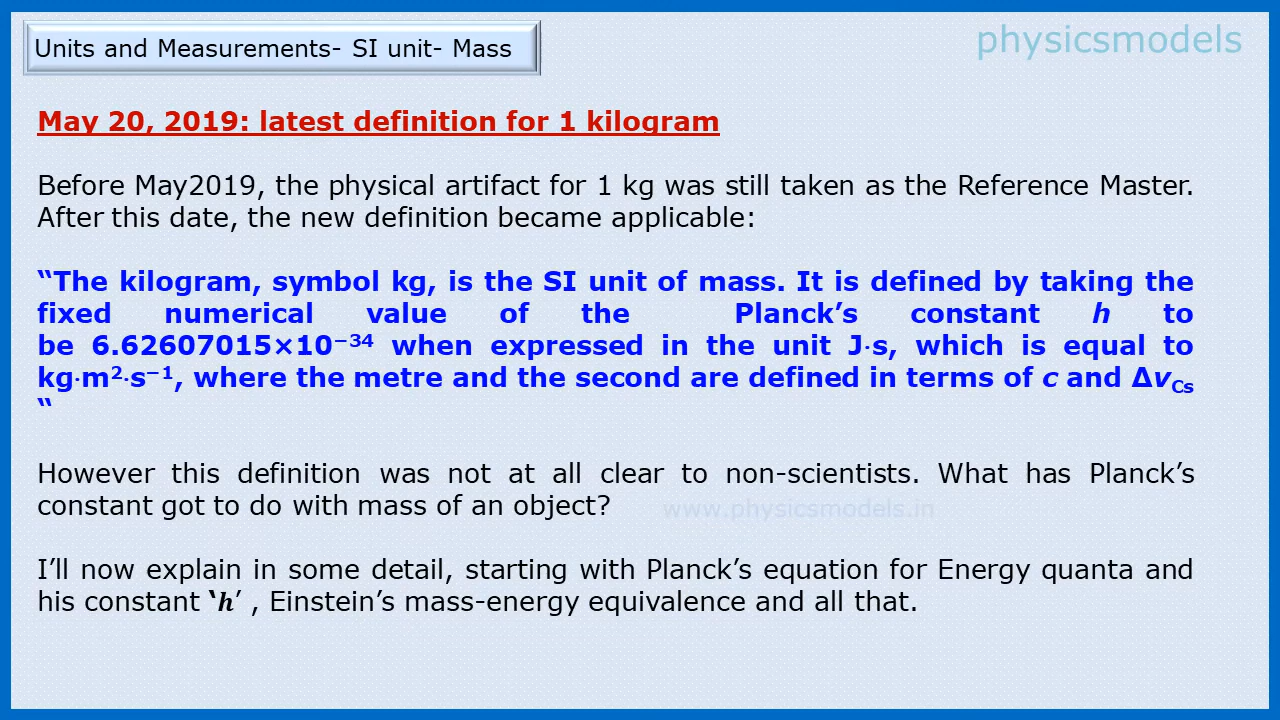 Units and Measurements- SI unit- Mass
physicsmodels
May 20, 2019: latest definition for 1 kilogram
Before May2019, the physical artifact for 1 kg was still taken as the Reference Master.
After this date, the new definition became applicable:
“The kilogram, symbol kg, is the SI unit of mass. It is defined by taking the
fixed numerical value of the Planck’s constant h to
be 6.62607015×10⁻³⁴ when expressed in the unit J⋅s, which is equal to
kg⋅m²⋅s⁻¹, where the metre and the second are defined in terms of c and Δν_Cs
“
However this definition was not at all clear to non-scientists. What has Planck’s
constant got to do with mass of an object?
www.physicsmodels.in
I’ll now explain in some detail, starting with Planck’s equation for Energy quanta and
his constant ‘h’ , Einstein’s mass-energy equivalence and all that.